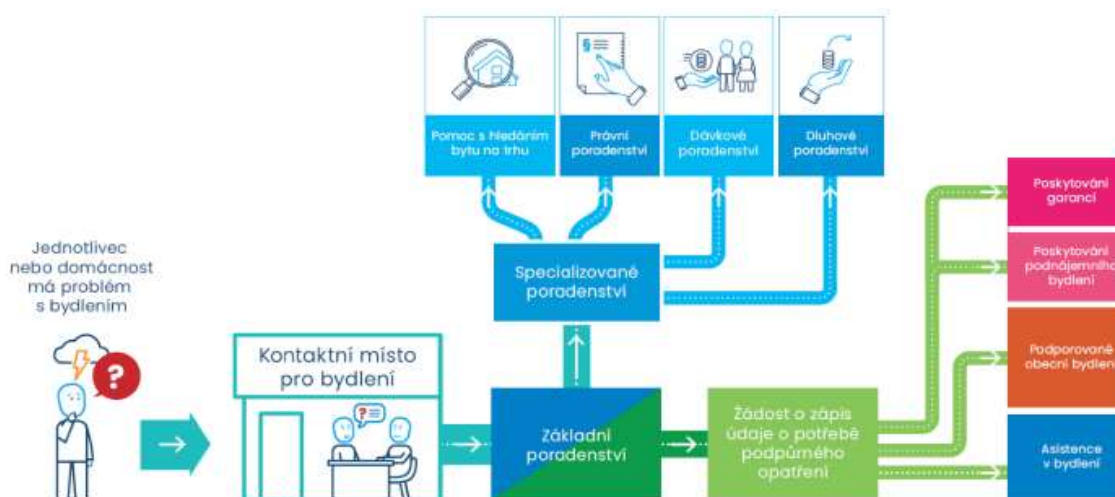 Pomoc s hledáním
bytu na trhu
Právní
poradenství
Dávkové
poradenství
Dluhové
poradenství
Poskytování
garancí
Jednotlivec
nebo domácnost
má problém
s bydlením
Specializované
poradenství
Poskytování
podnájemního
bydlení
?
Kontaktní místo
pro bydlení
?
Základní
poradenství
Žádost o zápis
údaje o potřebě
podpůrného
opatření
Podporované
obecní bydlení
Asistence
v bydlení
§